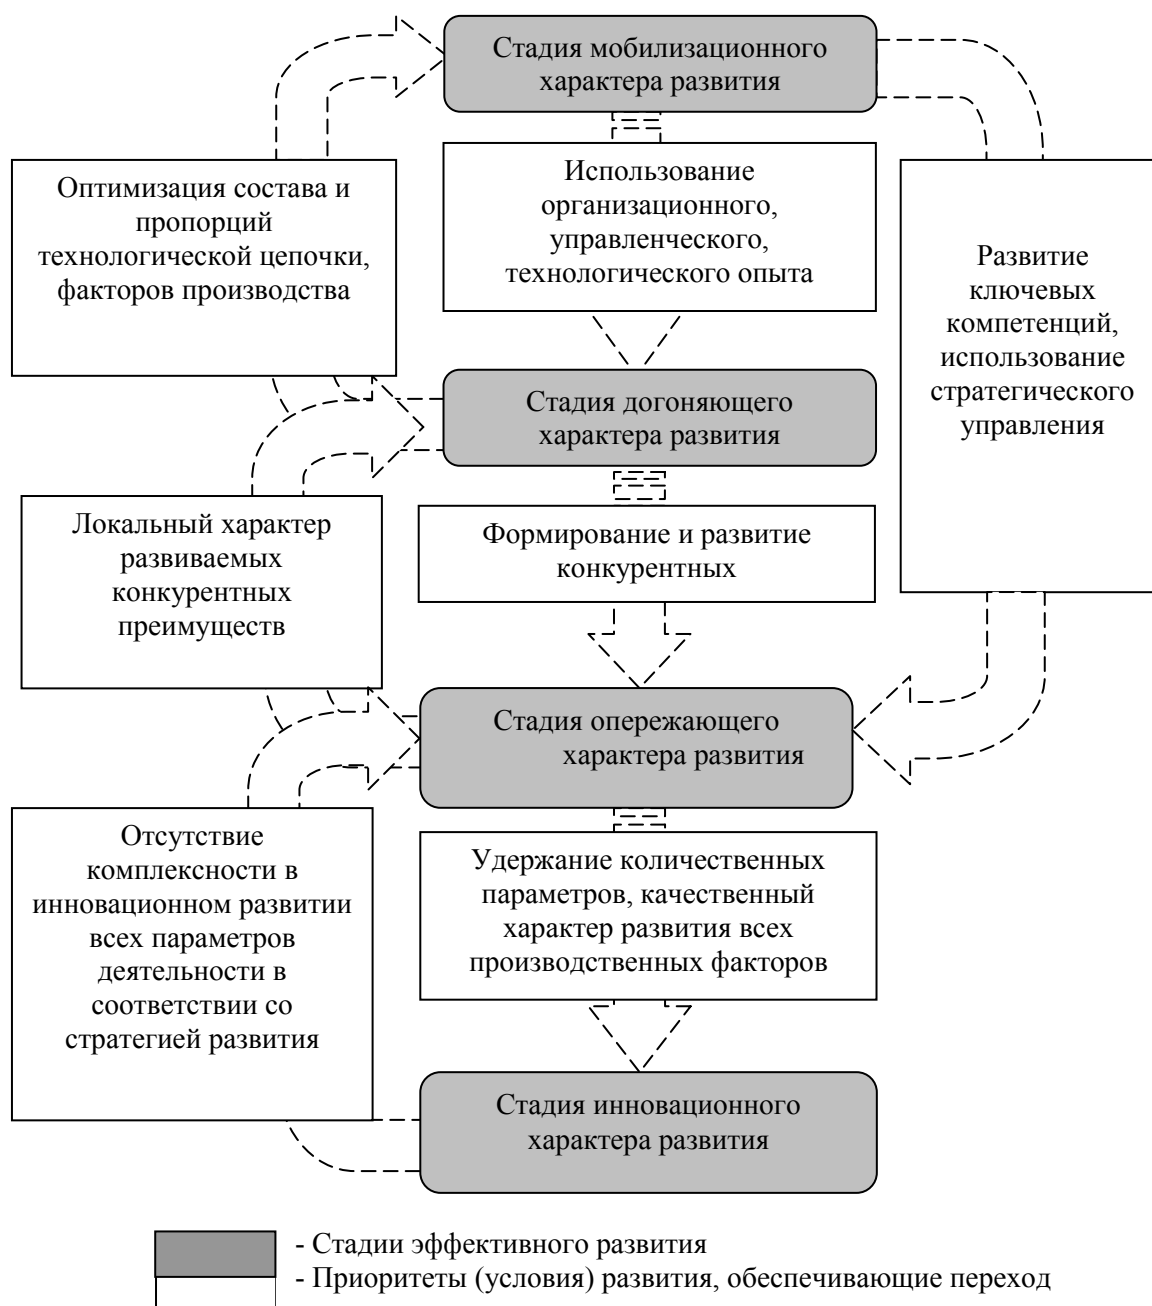 Стадия мобилизационного
характера развития
Оптимизация состава и
пропорций
технологической цепочки,
факторов производства
Использование
организационного,
управленческого,
технологического опыта
Развитие
ключевых
компетенций,
использование
стратегического
управления
Стадия догоняющего
характера развития
Локальный характер
развиваемых
конкурентных
преимуществ
Формирование и развитие
конкурентных
Стадия опережающего
характера развития
Отсутствие
комплексности в
инновационном развитии
всех параметров
деятельности в
соответствии со
стратегией развития
Удержание количественных
параметров, качественный
характер развития всех
производственных факторов
Стадия инновационного
характера развития
- Стадии эффективного развития
- Приоритеты (условия) развития, обеспечивающие переход